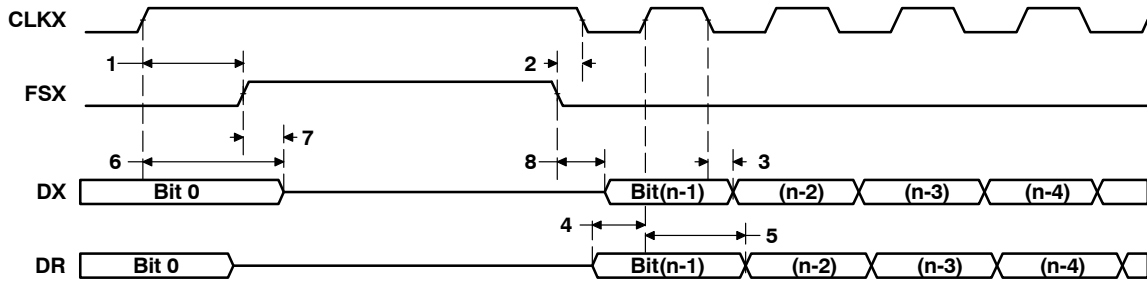 CLKX
1 2
FSX
7
6 8 3
DX Bit 0 Bit(n-1) (n-2) (n-3) (n-4)
4 5
DR Bit 0 Bit(n-1) (n-2) (n-3) (n-4)